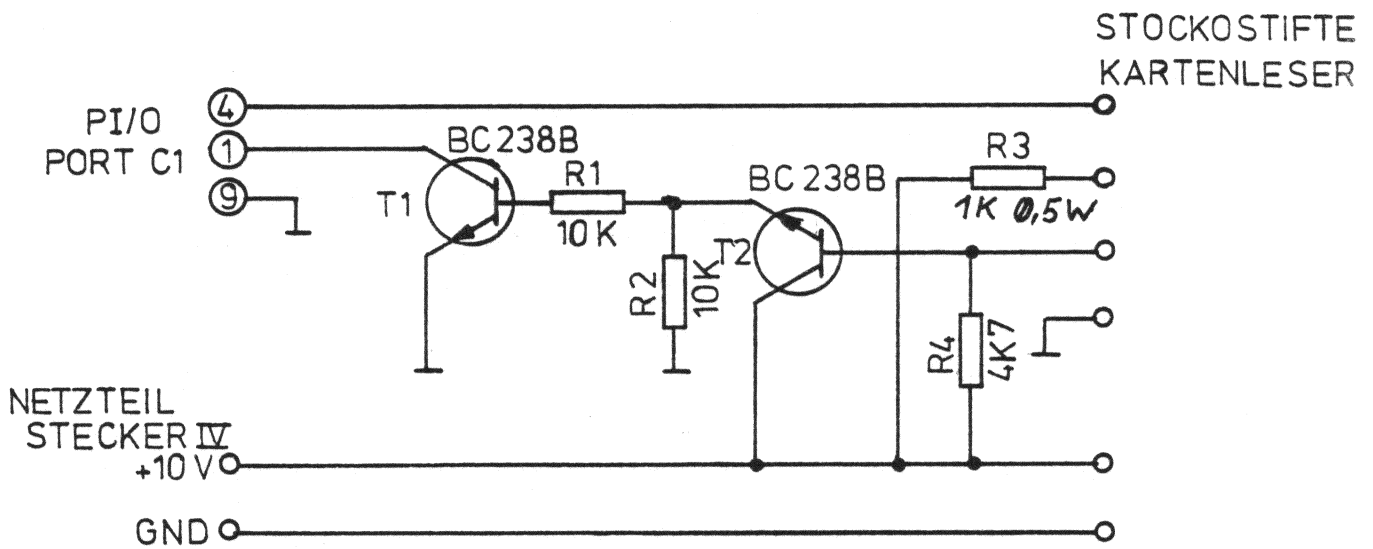 STOCKOSTIFTE
KARTENLESER
PI/O
PORT C1
4
1
9
BC 238B
T1
R1
10K
R2
10K
BC 238B
T2
R3
1K 0,5W
R4
4K7
NETZTEIL
STECKER IV
+10 V
GND